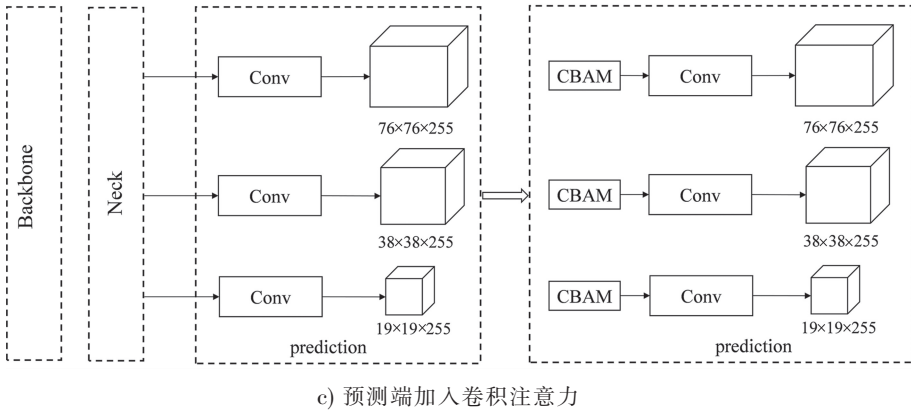 Backbone
Neck
Conv
76×76×255
Conv
38×38×255
Conv
19×19×255
prediction
CBAM
Conv
76×76×255
CBAM
Conv
38×38×255
CBAM
Conv
19×19×255
prediction
c) 预测端加入卷积注意力